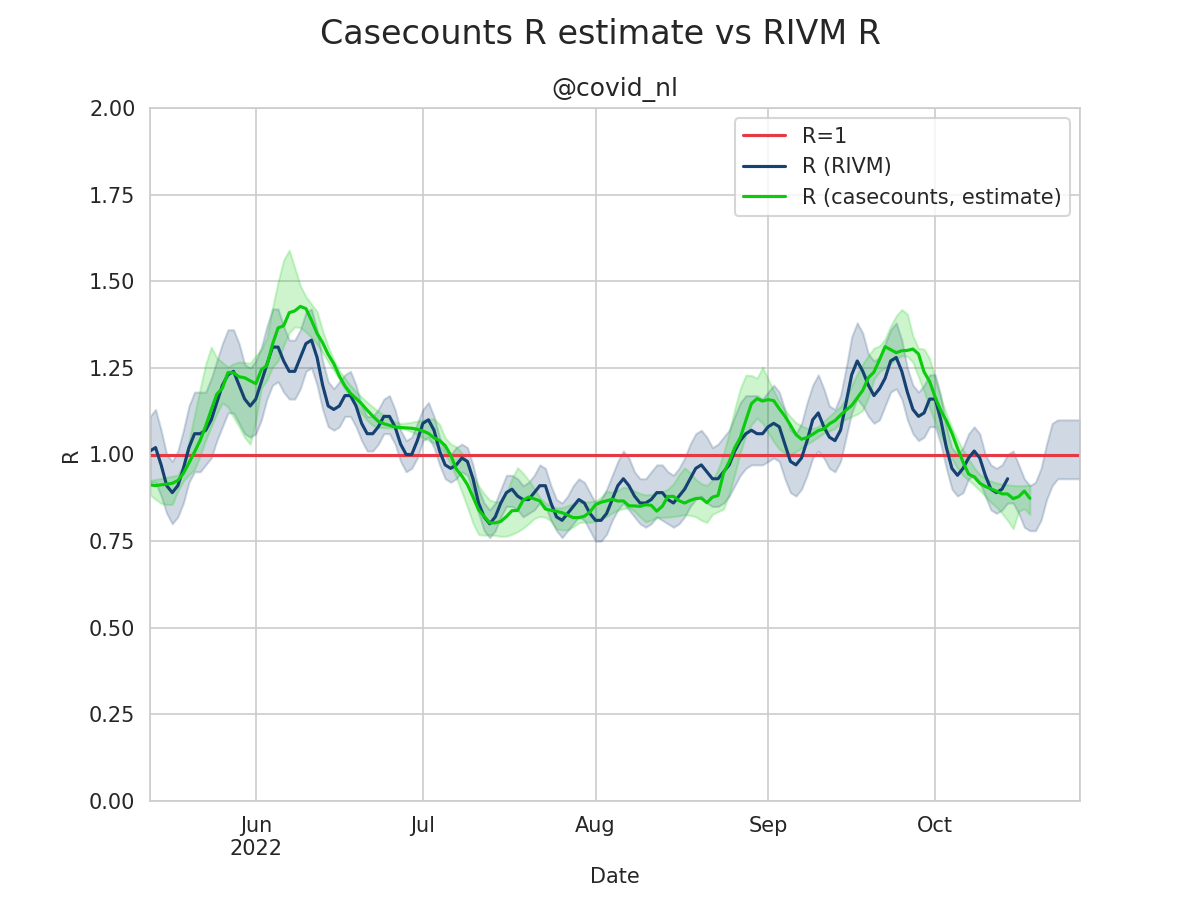 Casecounts R estimate vs RIVM R
@covid_nl
2.00
1.75
1.50
1.25
1.00
0.75
0.50
0.25
0.00
R
R=1
R (RIVM)
R (casecounts, estimate)
Jun
2022
Jul
Aug
Sep
Oct
Date